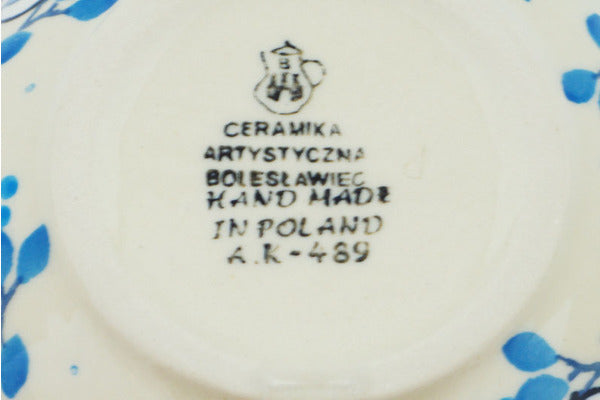 B
CERAMIKA
ARTYSTYCZNA
BOLESŁAWIEC
HAND MADE
IN POLAND
A.K-489